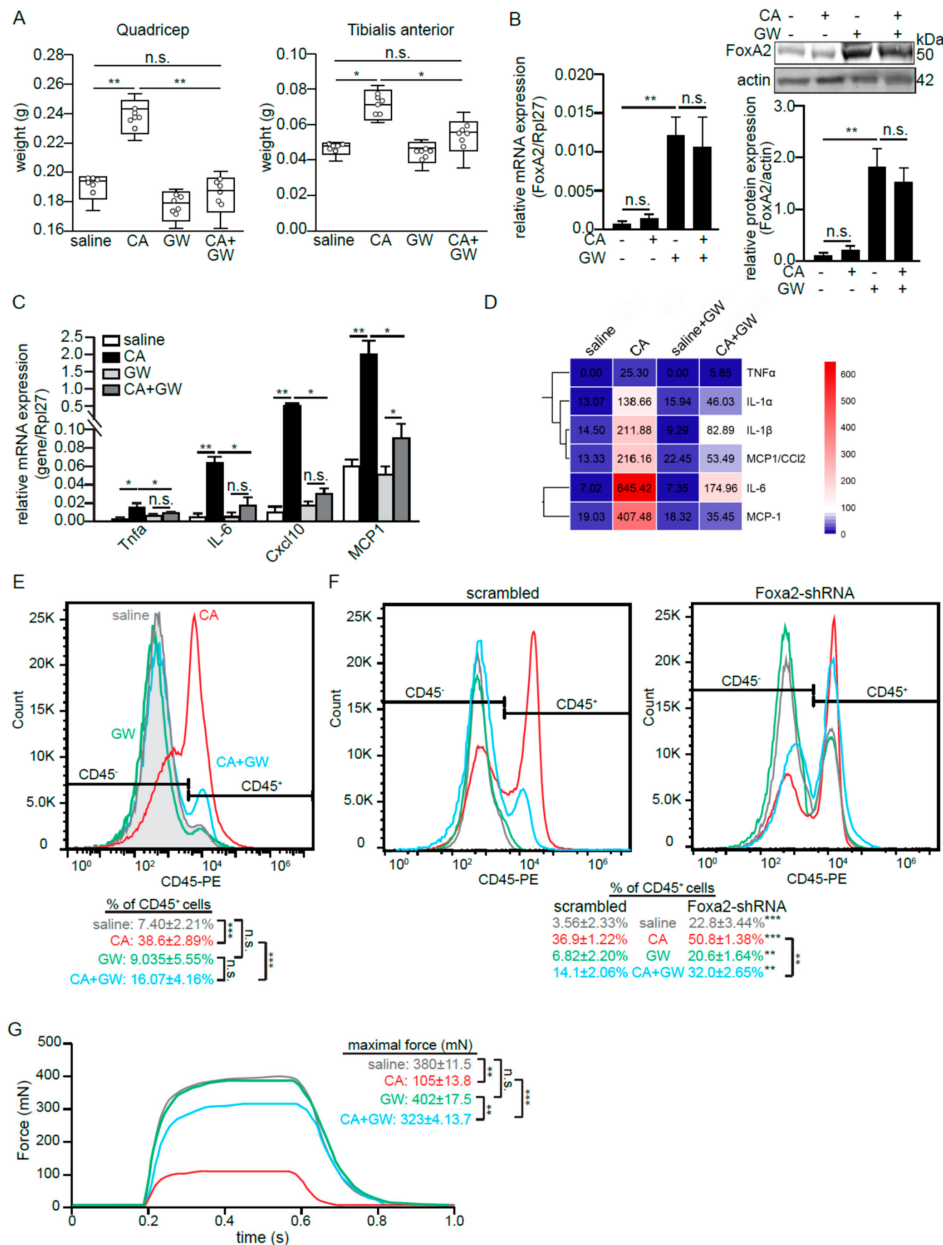 A
Quadricep
n.s.
** **
weight (g)
0.26
0.24
0.22
0.20
0.18
0.16
saline CA GW CA+
GW
Tibialis anterior
n.s.
* *
weight (g)
0.10
0.08
0.06
0.04
0.02
0.00
saline CA GW CA+
GW
B
relative mRNA expression
(FoxA2/Rpl27)
0.020
0.015
0.010
0.005
0.000
**
n.s.
n.s.
CA - + - +
GW - - + +
CA - + - +
GW - - + +
kDa
FoxA2 50
actin 42
relative protein expression
(FoxA2/actin)
3.0
2.0
1.0
0.0
**
n.s.
n.s.
CA - + - +
GW - - + +
C
relative mRNA expression
(gene/Rpl27)
2.5
2.0
1.5
1.0
0.5
0.10
0.08
0.06
0.04
0.02
0.00
saline
CA
GW
CA+GW
** *
*
** *
n.s.
** *
n.s.
* *
n.s.
Tnfa IL-6 Cxcl10 MCP1
D
saline CA saline+GW CA+GW
0.00 25.30 0.00 5.85 TNFα
13.07 138.66 15.94 46.03 IL-1α
14.50 211.88 9.29 82.89 IL-1β
13.33 216.16 22.45 53.49 MCP1/CCl2
7.02 645.42 7.35 174.96 IL-6
19.03 407.48 18.32 35.45 MCP-1
600
500
400
300
200
100
0
E
25K
20K
15K
10K
5.0K
0
Count
saline
CA
GW
CA+GW
CD45-
CD45+
10⁰ 10² 10⁴ 10⁶
CD45-PE
% of CD45+ cells
saline: 7.40±2.21%
CA: 38.6±2.89%
GW: 9.035±5.55%
CA+GW: 16.07±4.16%
***
n.s.
n.s.
***
F
scrambled
25K
20K
15K
10K
5.0K
0
Count
CD45-
CD45+
10⁰ 10² 10⁴ 10⁶
CD45-PE
Foxa2-shRNA
25K
20K
15K
10K
5.0K
0
Count
CD45-
CD45+
10⁰ 10² 10⁴ 10⁶
CD45-PE
% of CD45+ cells
scrambled Foxa2-shRNA
3.56±2.33% saline 22.8±3.44% ***
36.9±1.22% CA 50.8±1.38% ***
6.82±2.20% GW 20.6±1.64% **
14.1±2.06% CA+GW 32.0±2.65% **
**
G
Force (mN)
500
400
300
200
100
0
0 0.2 0.4 0.6 0.8 1.0
time (s)
maximal force (mN)
saline: 380±11.5
CA: 105±13.8
GW: 402±17.5
CA+GW: 323±4.13.7
**
**
n.s.
***